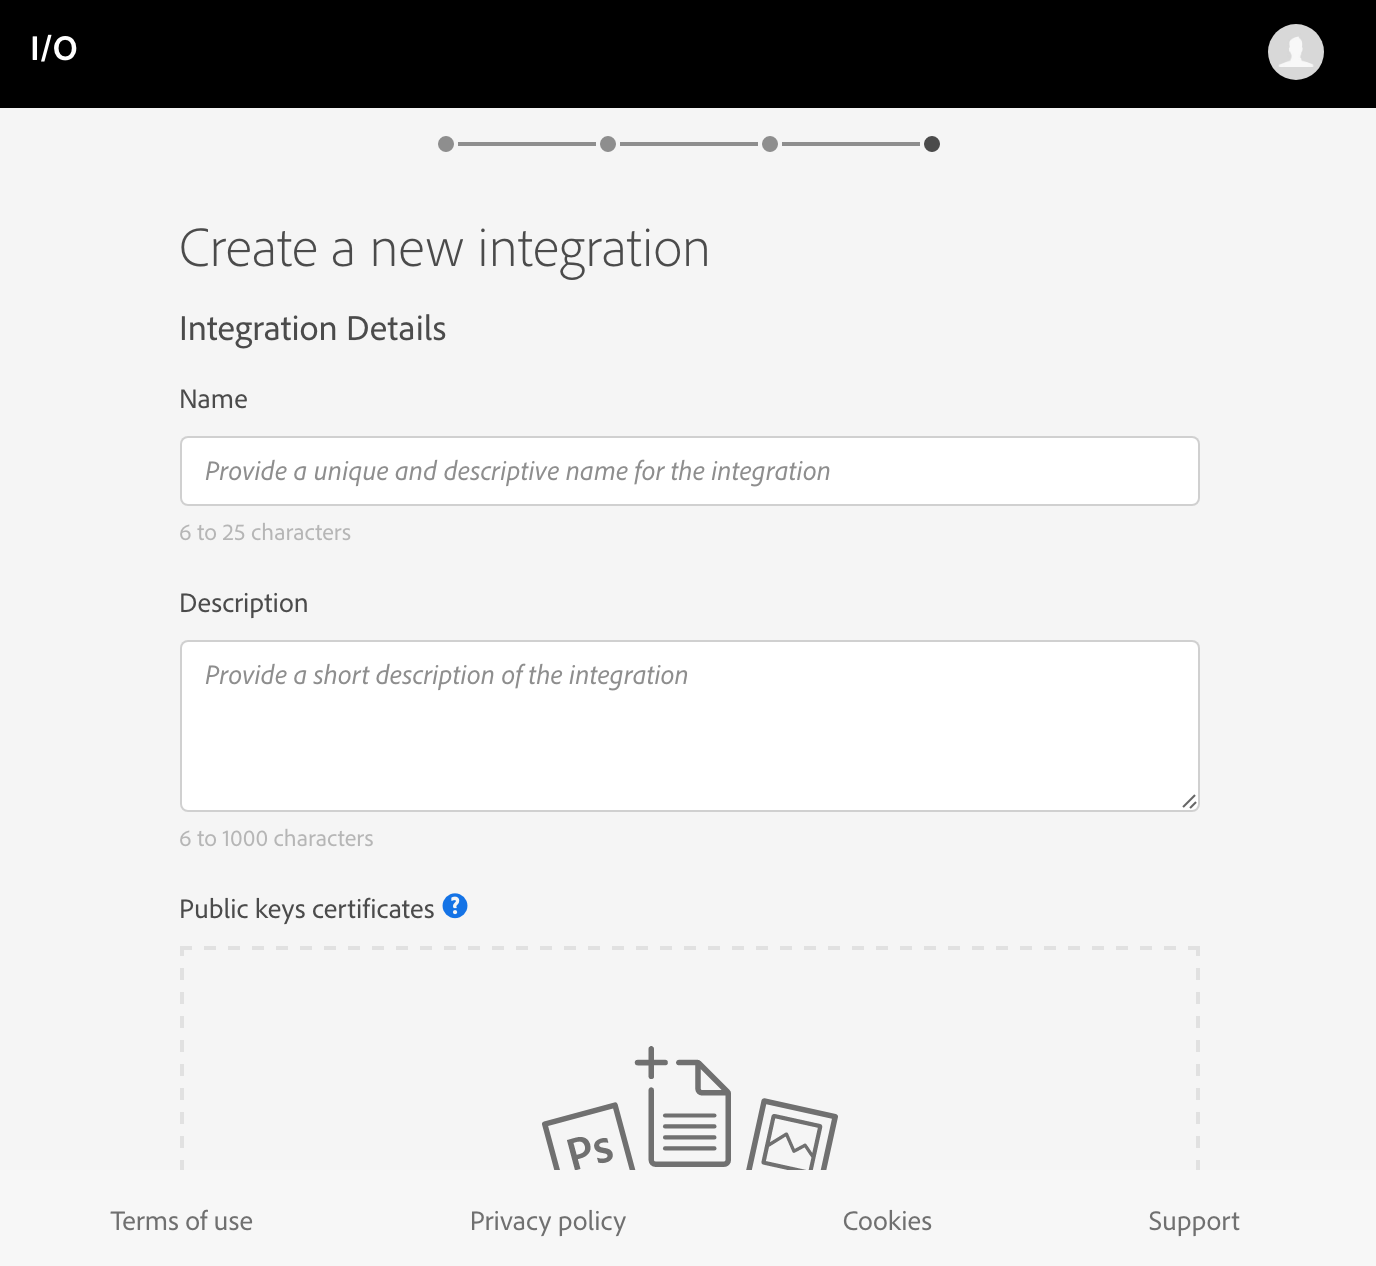 I/O
Create a new integration
Integration Details
Name
Provide a unique and descriptive name for the integration
6 to 25 characters
Description
Provide a short description of the integration
6 to 1000 characters
Public keys certificates ?
Ps
Terms of use
Privacy policy
Cookies
Support